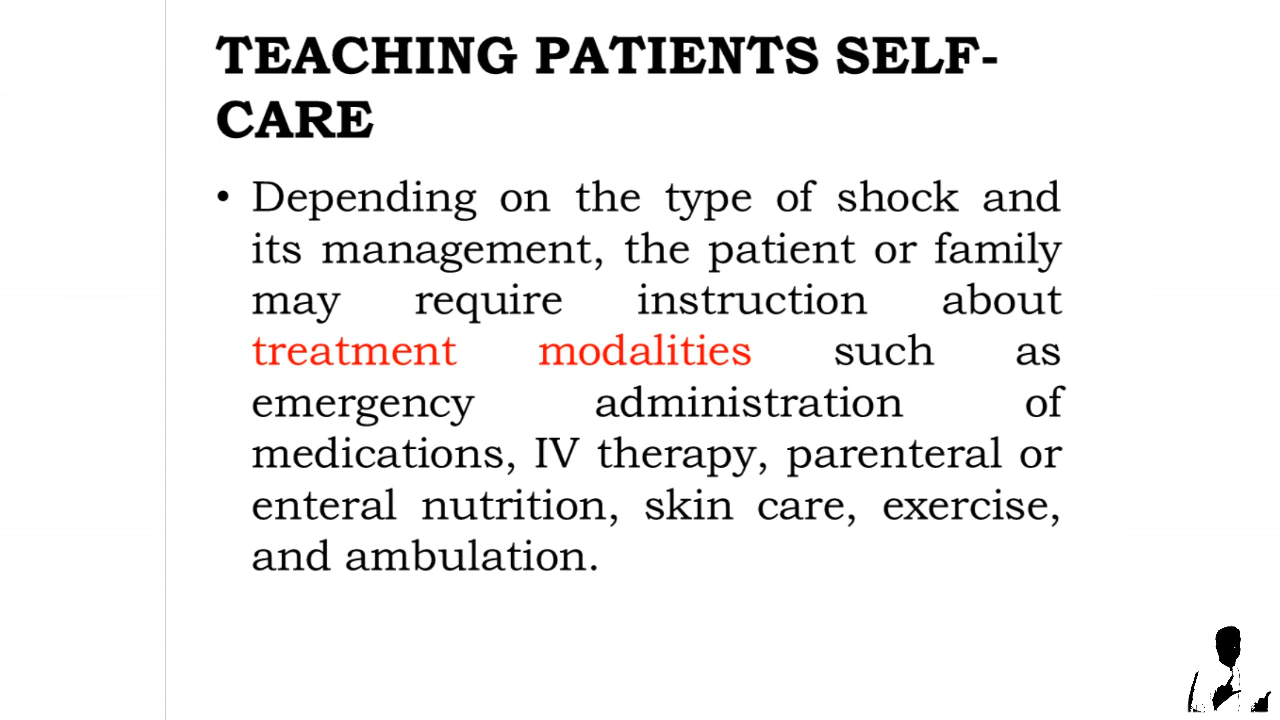 TEACHING PATIENTS SELF-
CARE
• Depending on the type of shock and
its management, the patient or family
may require instruction about
treatment modalities such as
emergency administration of
medications, IV therapy, parenteral or
enteral nutrition, skin care, exercise,
and ambulation.